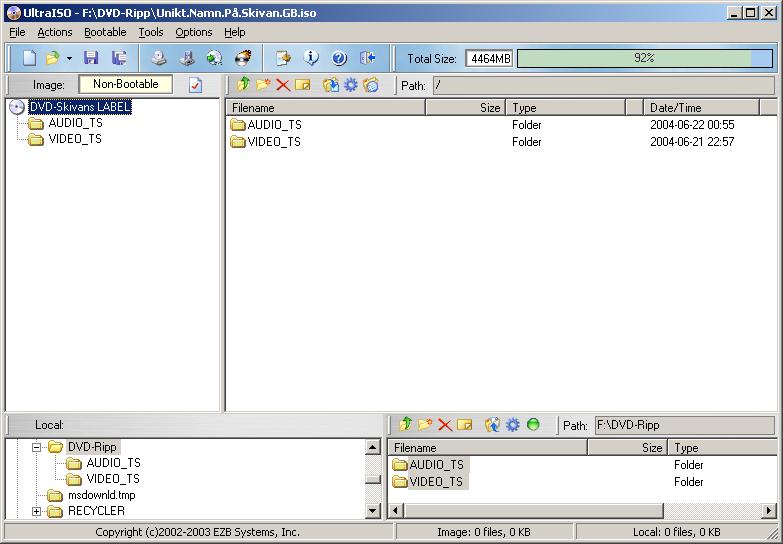 UltraISO - F:\DVD-Ripp\Unikt.Namn.På.Skivan.GB.iso
File Actions Bootable Tools Options Help
Total Size: 4464MB 92%
Image: Non-Bootable Path: /
DVD-Skivans LABEL
AUDIO_TS
VIDEO_TS
Filename Size Type Date/Time
AUDIO_TS Folder 2004-06-22 00:55
VIDEO_TS Folder 2004-06-21 22:57
Local: Path: F:\DVD-Ripp
DVD-Ripp
AUDIO_TS
VIDEO_TS
msdownld.tmp
RECYCLER
Filename Size Type
AUDIO_TS Folder
VIDEO_TS Folder
Copyright (c)2002-2003 EZB Systems, Inc. Image: 0 files, 0 KB Local: 0 files, 0 KB